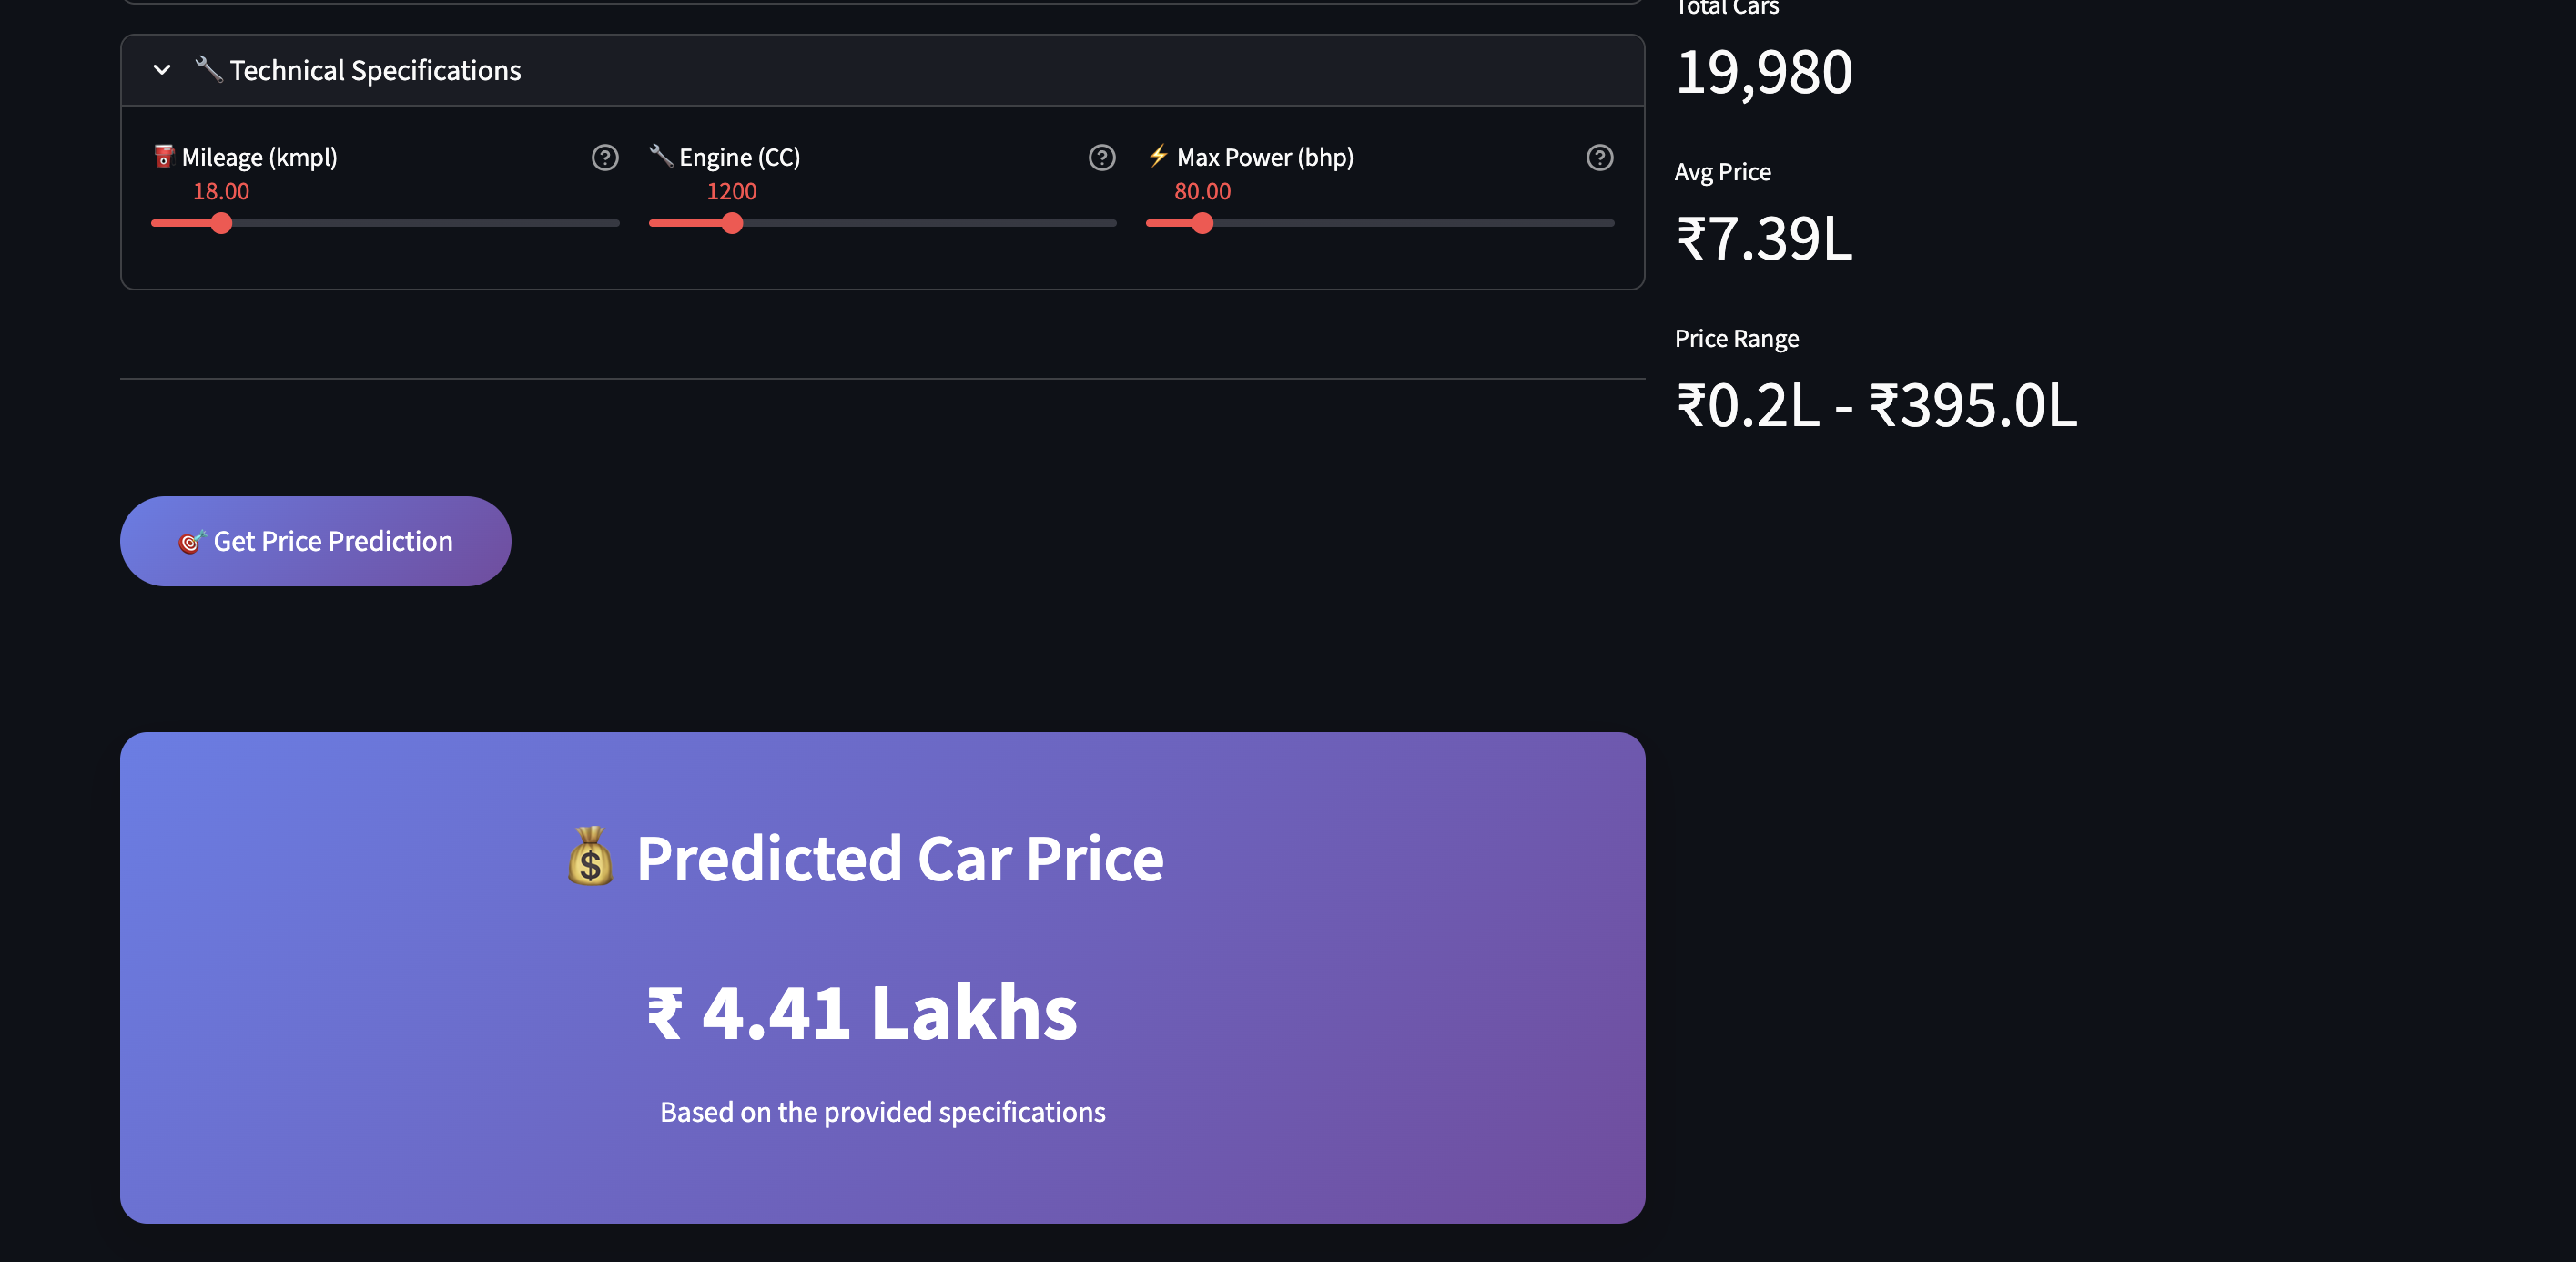 Technical Specifications
Mileage (kmpl)
18.00
Engine (CC)
1200
Max Power (bhp)
80.00
Get Price Prediction
Predicted Car Price
₹ 4.41 Lakhs
Based on the provided specifications
Total Cars
19,980
Avg Price
₹7.39L
Price Range
₹0.2L - ₹395.0L